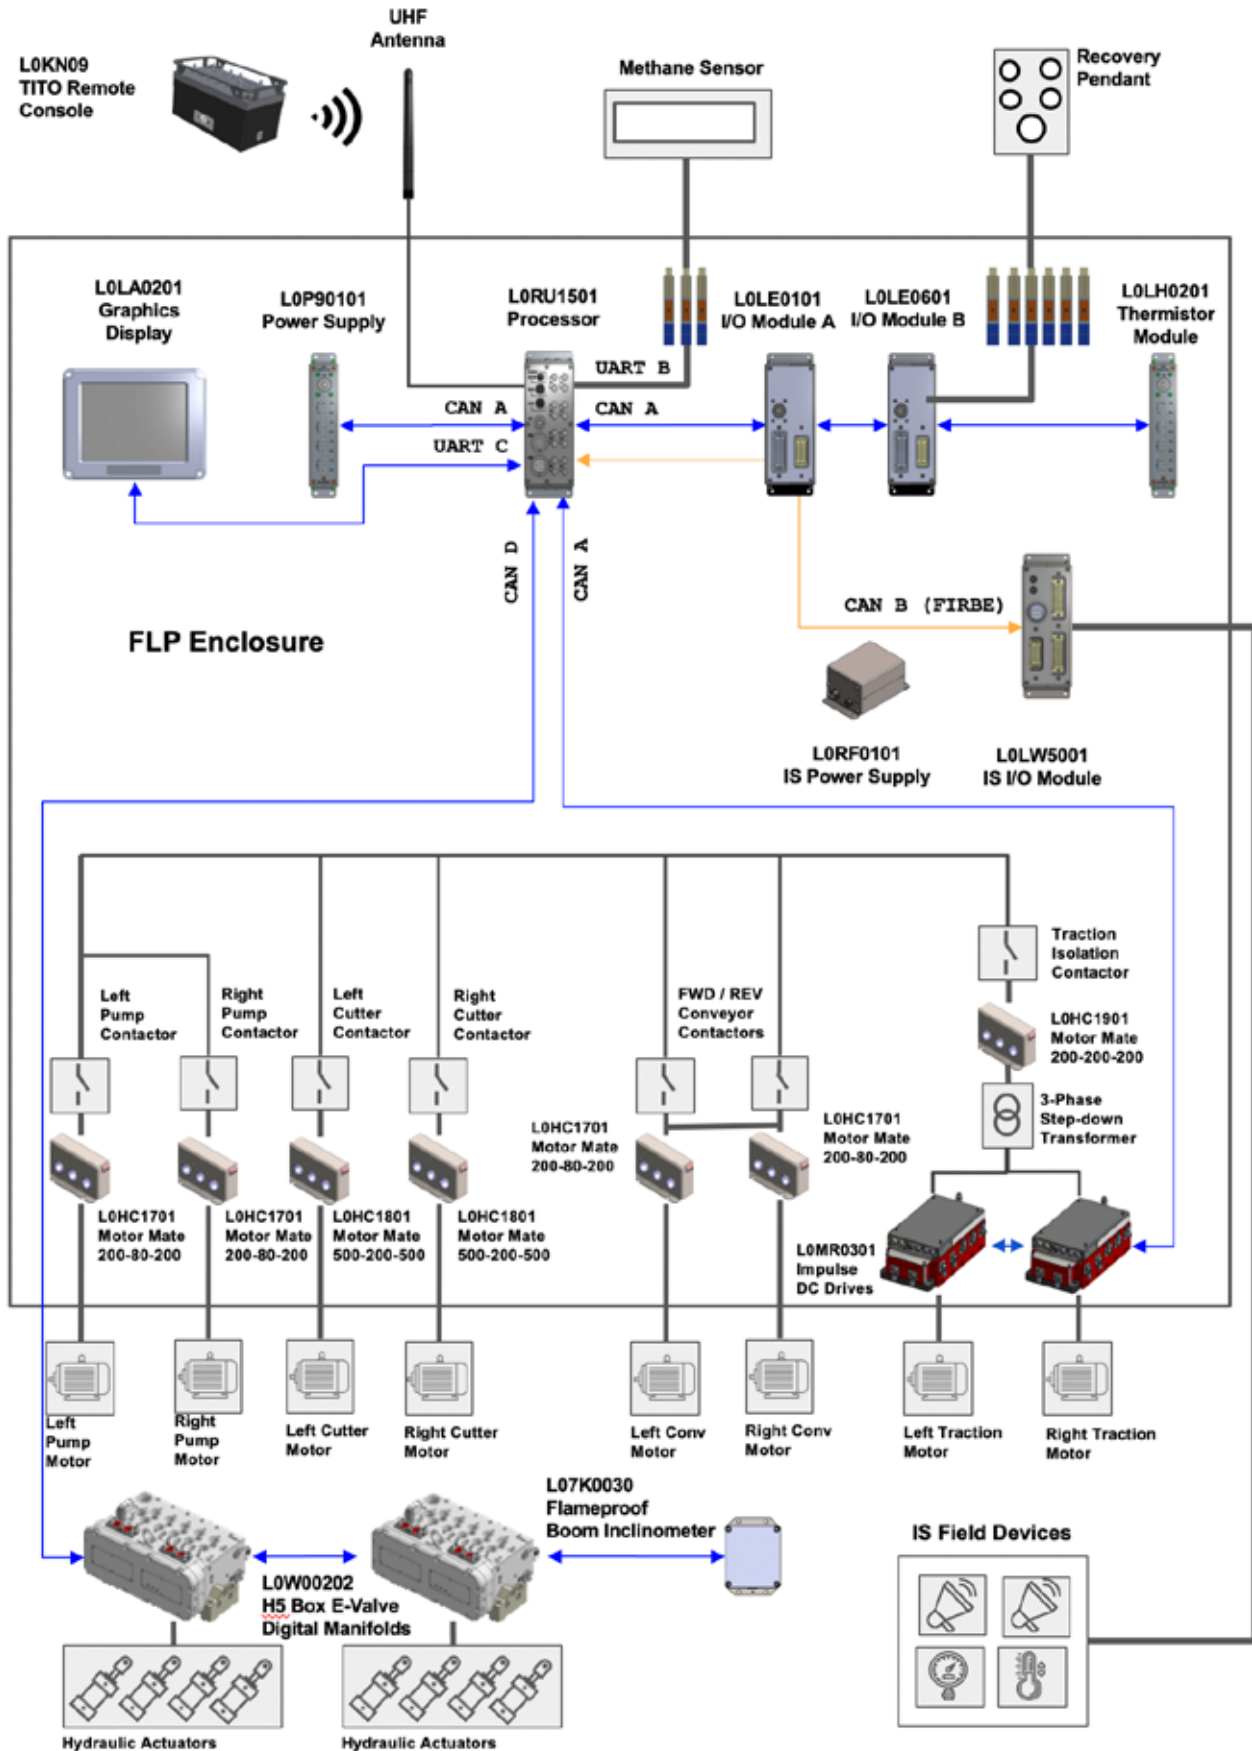 UHF
Antenna
L0KN09
TITO Remote
Console
Methane Sensor
Recovery
Pendant
L0LA0201
Graphics
Display
L0P90101
Power Supply
L0RU1501
Processor
L0LE0101
I/O Module A
L0LE0601
I/O Module B
L0LH0201
Thermistor
Module
UART B
CAN A
CAN A
UART C
CAN D
CAN A
CAN B (FIRBE)
FLP Enclosure
L0RF0101
IS Power Supply
L0LW5001
IS I/O Module
Traction
Isolation
Contactor
Left
Pump
Contactor
Right
Pump
Contactor
Left
Cutter
Contactor
Right
Cutter
Contactor
FWD / REV
Conveyor
Contactors
L0HC1901
Motor Mate
200-200-200
3-Phase
Step-down
Transformer
L0HC1701
Motor Mate
200-80-200
L0HC1701
Motor Mate
200-80-200
L0HC1701
Motor Mate
200-80-200
L0HC1701
Motor Mate
200-80-200
L0HC1801
Motor Mate
500-200-500
L0HC1801
Motor Mate
500-200-500
L0MR0301
Impulse
DC Drives
Left
Pump
Motor
Right
Pump
Motor
Left Cutter
Motor
Right Cutter
Motor
Left Conv
Motor
Right Conv
Motor
Left Traction
Motor
Right Traction
Motor
L07K0030
Flameproof
Boom Inclinometer
L0W00202
H5 Box E-Valve
Digital Manifolds
IS Field Devices
Hydraulic Actuators
Hydraulic Actuators